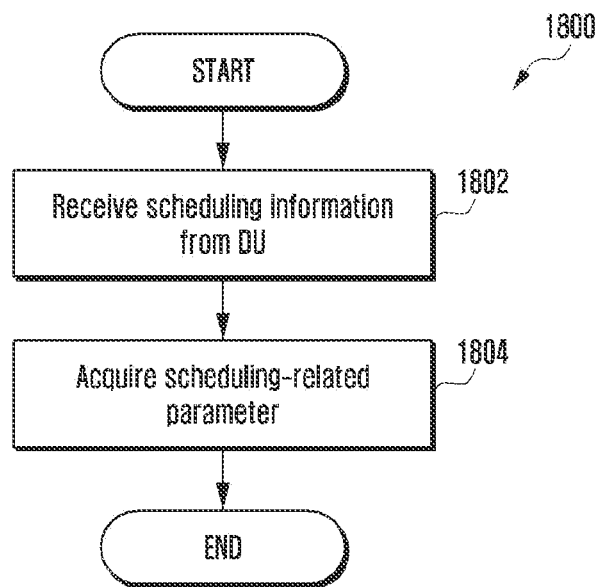 1800
START
1802
Receive scheduling information
from DU
1804
Acquire scheduling-related
parameter
END